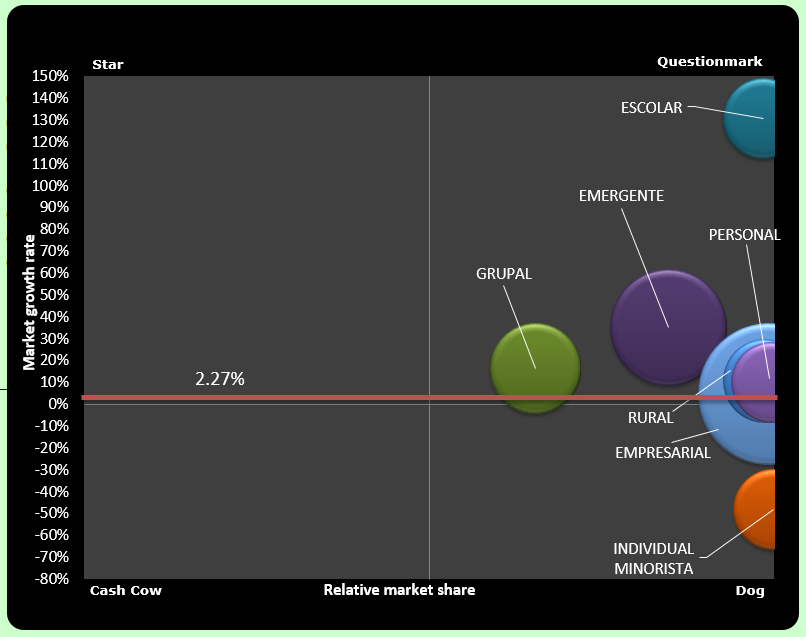 Star
Questionmark
150%
140%
130%
120%
110%
100%
90%
80%
70%
60%
50%
40%
30%
20%
10%
0%
-10%
-20%
-30%
-40%
-50%
-60%
-70%
-80%
Market growth rate
ESCOLAR
EMERGENTE
PERSONAL
GRUPAL
2.27%
RURAL
EMPRESARIAL
INDIVIDUAL
MINORISTA
Cash Cow
Relative market share
Dog